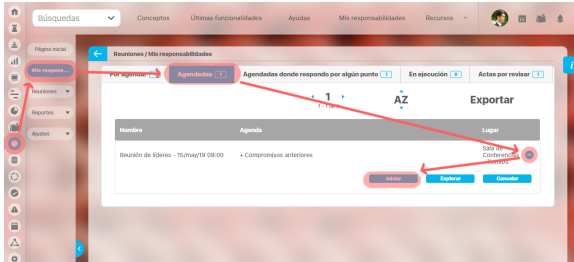 Búsquedas Conceptos Últimas funcionalidades Ayudas Mis responsabilidades Recursos
Página Inicial
Reuniones / Mis responsabilidades
Mis respons...
Por agendar Agendadas 1 Agendadas donde respondo por algún punto 1 En ejecución 0 Actas por revisar 1
Reuniones
Reportes
Ajustes
1 AZ Exportar
Nombre Agenda Lugar
Reunión de líderes - 15/may/19 09:00 • Compromisos anteriores Sala de Conferencias
Iniciar Explorar Cancelar